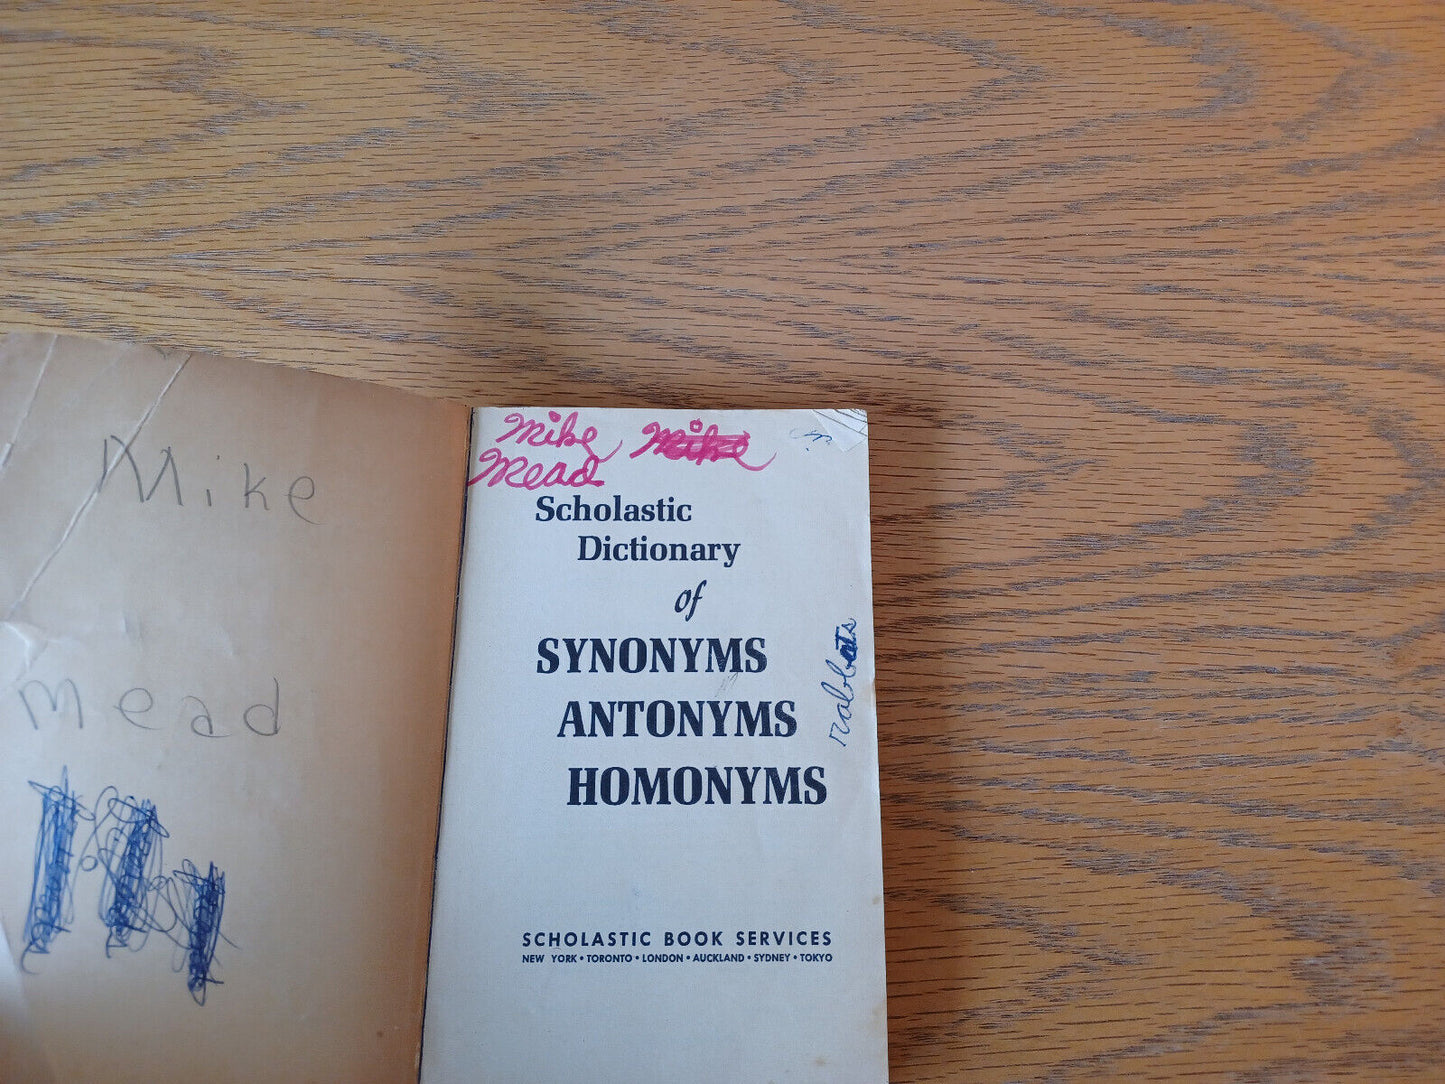 Mike
mead
Mike Mike
Mead
Scholastic
Dictionary
of
SYNONYMS
ANTONYMS
HOMONYMS
SCHOLASTIC BOOK SERVICES
NEW YORK • TORONTO • LONDON • AUCKLAND • SYDNEY • TOKYO